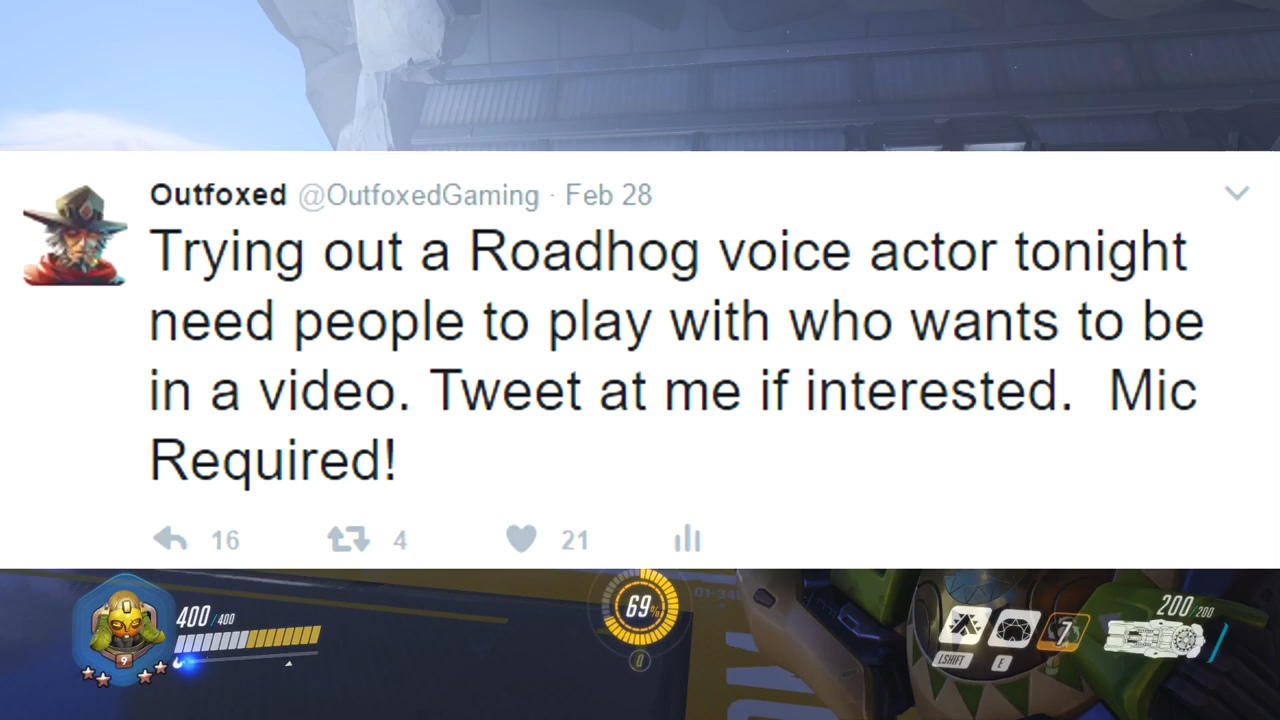 Outfoxed @OutfoxedGaming · Feb 28
Trying out a Roadhog voice actor tonight
need people to play with who wants to be
in a video. Tweet at me if interested.  Mic
Required!
16 4 21
400/400
69%
9
Q
LSHIFT
E
7
200/200